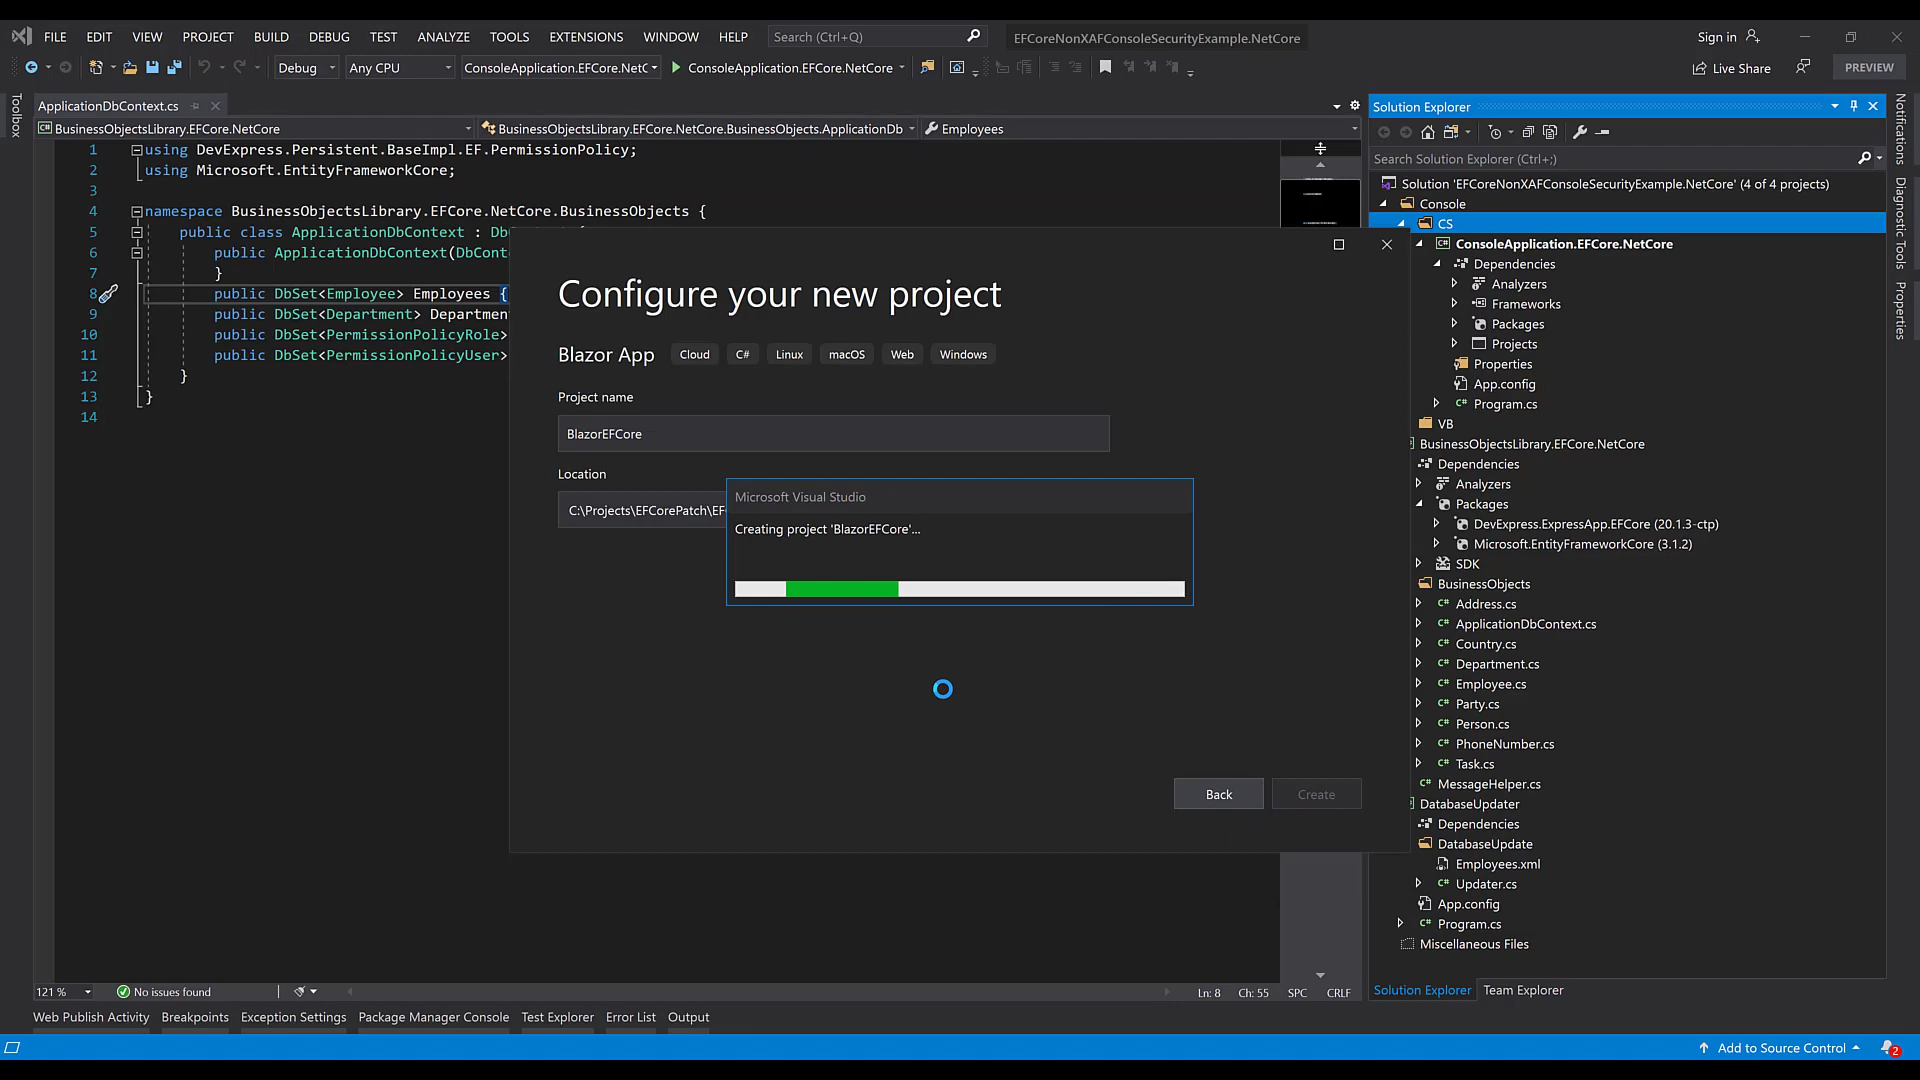 FILE EDIT VIEW PROJECT BUILD DEBUG TEST ANALYZE TOOLS EXTENSIONS WINDOW HELP Search (Ctrl+Q) EFCoreNonXAFConsoleSecurityExample.NetCore Sign in
Debug Any CPU ConsoleApplication.EFCore.NetC ConsoleApplication.EFCore.NetCore Live Share PREVIEW
Toolbox
ApplicationDbContext.cs
BusinessObjectsLibrary.EFCore.NetCore BusinessObjectsLibrary.EFCore.NetCore.BusinessObjects.ApplicationDb Employees
1 using DevExpress.Persistent.BaseImpl.EF.PermissionPolicy;
2 using Microsoft.EntityFrameworkCore;
3
4 namespace BusinessObjectsLibrary.EFCore.NetCore.BusinessObjects {
5 public class ApplicationDbContext :
6 public ApplicationDbContext(DbCont
7 }
8 public DbSet<Employee> Employees {
9 public DbSet<Department> Departmen
10 public DbSet<PermissionPolicyRole>
11 public DbSet<PermissionPolicyUser>
12 }
13 }
14
Configure your new project
Blazor App Cloud C# Linux macOS Web Windows
Project name
BlazorEFCore
Location
C:\Projects\EFCorePatch\EF
Microsoft Visual Studio
Creating project 'BlazorEFCore'...
Back Create
Solution Explorer
Search Solution Explorer (Ctrl+;)
Solution 'EFCoreNonXAFConsoleSecurityExample.NetCore' (4 of 4 projects)
Console
CS
C# ConsoleApplication.EFCore.NetCore
Dependencies
Analyzers
Frameworks
Packages
Projects
Properties
App.config
C# Program.cs
VB
BusinessObjectsLibrary.EFCore.NetCore
Dependencies
Analyzers
Packages
DevExpress.ExpressApp.EFCore (20.1.3-ctp)
Microsoft.EntityFrameworkCore (3.1.2)
SDK
BusinessObjects
C# Address.cs
C# ApplicationDbContext.cs
C# Country.cs
C# Department.cs
C# Employee.cs
C# Party.cs
C# Person.cs
C# PhoneNumber.cs
C# Task.cs
C# MessageHelper.cs
DatabaseUpdater
Dependencies
DatabaseUpdate
Employees.xml
C# Updater.cs
App.config
C# Program.cs
Miscellaneous Files
Solution Explorer Team Explorer
Notifications
Diagnostic Tools
Properties
121 % No issues found Ln: 8 Ch: 55 SPC CRLF
Web Publish Activity Breakpoints Exception Settings Package Manager Console Test Explorer Error List Output
Add to Source Control 2